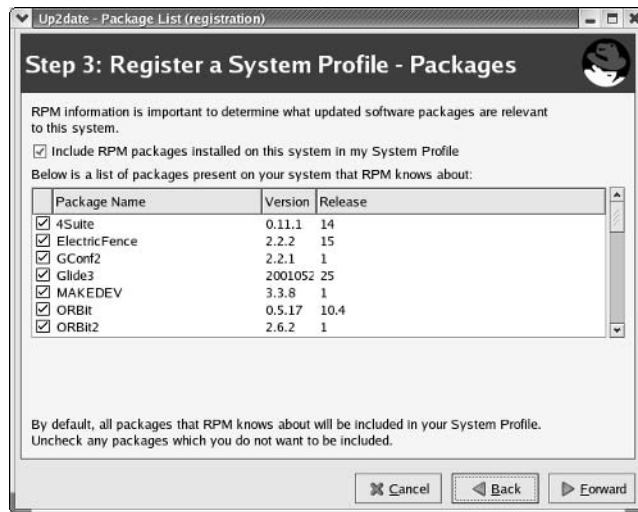 Up2date - Package List (registration)
Step 3: Register a System Profile - Packages
RPM information is important to determine what updated software packages are relevant
to this system.
Include RPM packages installed on this system in my System Profile
Below is a list of packages present on your system that RPM knows about:
Package Name Version Release
4Suite 0.11.1 14
ElectricFence 2.2.2 15
GConf2 2.2.1 1
Glide3 2001052 25
MAKEDEV 3.3.8 1
ORBit 0.5.17 10.4
ORBit2 2.6.2 1
By default, all packages that RPM knows about will be included in your System Profile.
Uncheck any packages which you do not want to be included.
Cancel Back Forward